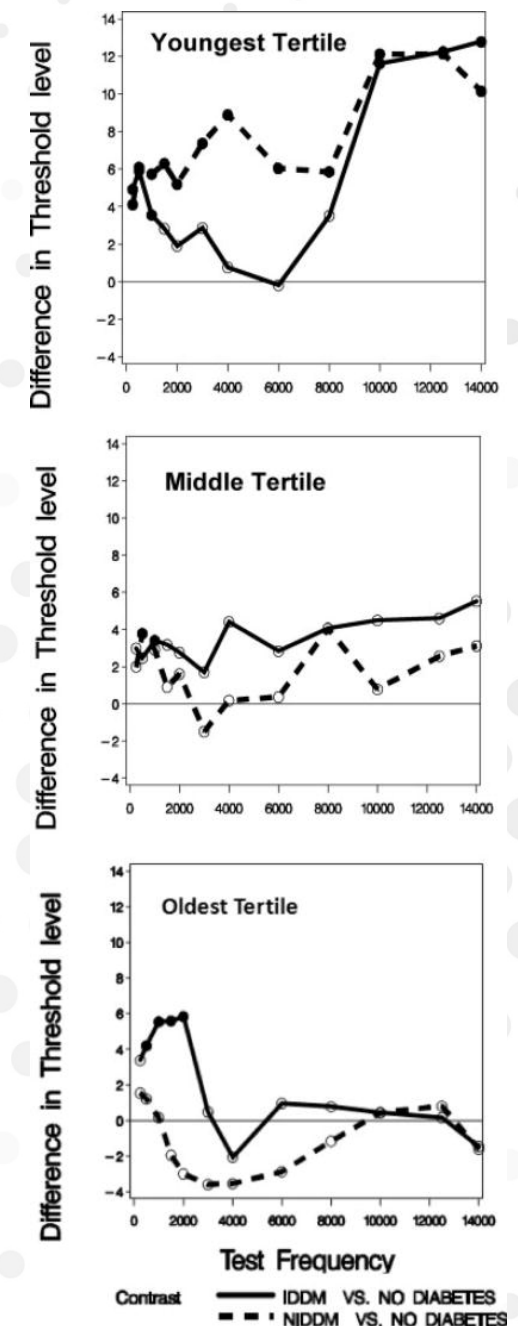 Youngest Tertile
Difference in Threshold level
14
12
10
8
6
4
2
0
-2
-4
0 2000 4000 6000 8000 10000 12000 14000
Middle Tertile
Difference in Threshold level
14
12
10
8
6
4
2
0
-2
-4
0 2000 4000 6000 8000 10000 12000 14000
Oldest Tertile
Difference in Threshold level
14
12
10
8
6
4
2
0
-2
-4
0 2000 4000 6000 8000 10000 12000 14000
Test Frequency
Contrast IDDM VS. NO DIABETES
NIDDM VS. NO DIABETES